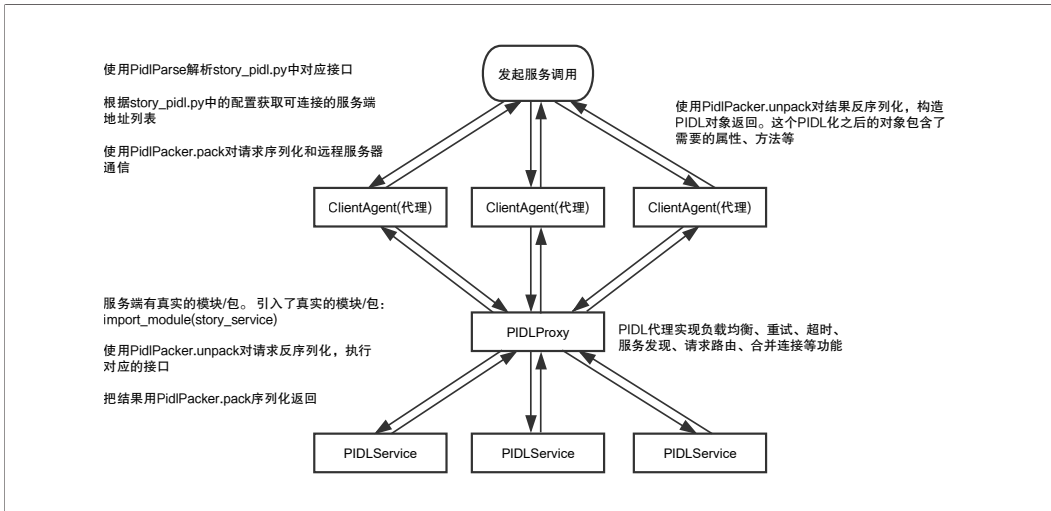 使用PidlParse解析story_pidl.py中对应接口
根据story_pidl.py中的配置获取可连接的服务端
地址列表
使用PidlPacker.pack对请求序列化和远程服务器
通信
发起服务调用
使用PidlPacker.unpack对结果反序列化，构造
PIDL对象返回。这个PIDL化之后的对象包含了
需要的属性、方法等
ClientAgent(代理)
ClientAgent(代理)
ClientAgent(代理)
服务端有真实的模块/包。 引入了真实的模块/包：
import_module(story_service)
使用PidlPacker.unpack对请求反序列化，执行
对应的接口
把结果用PidlPacker.pack序列化返回
PIDLProxy
PIDL代理实现负载均衡、重试、超时、
服务发现、请求路由、合并连接等功能
PIDLService
PIDLService
PIDLService